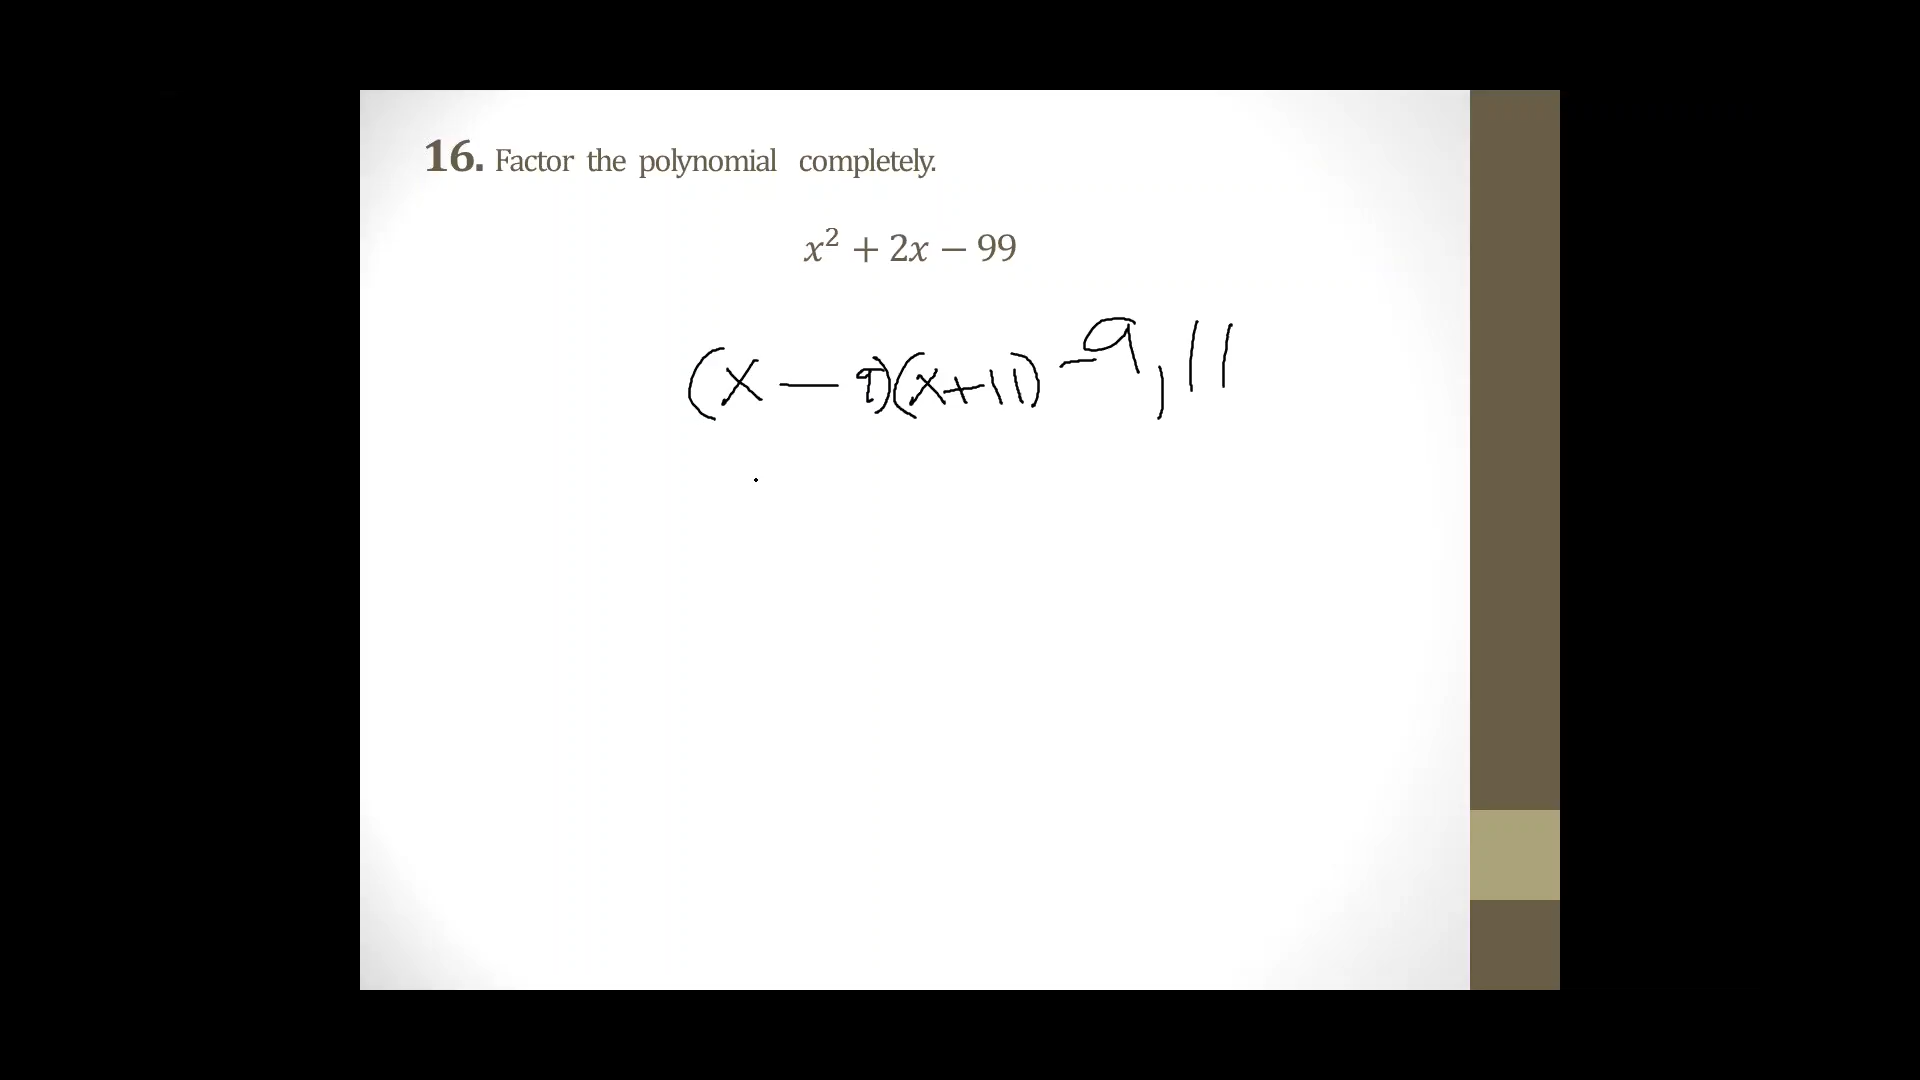 16. Factor the polynomial completely.
x² + 2x − 99
(x − 9)(x+11) -9,11